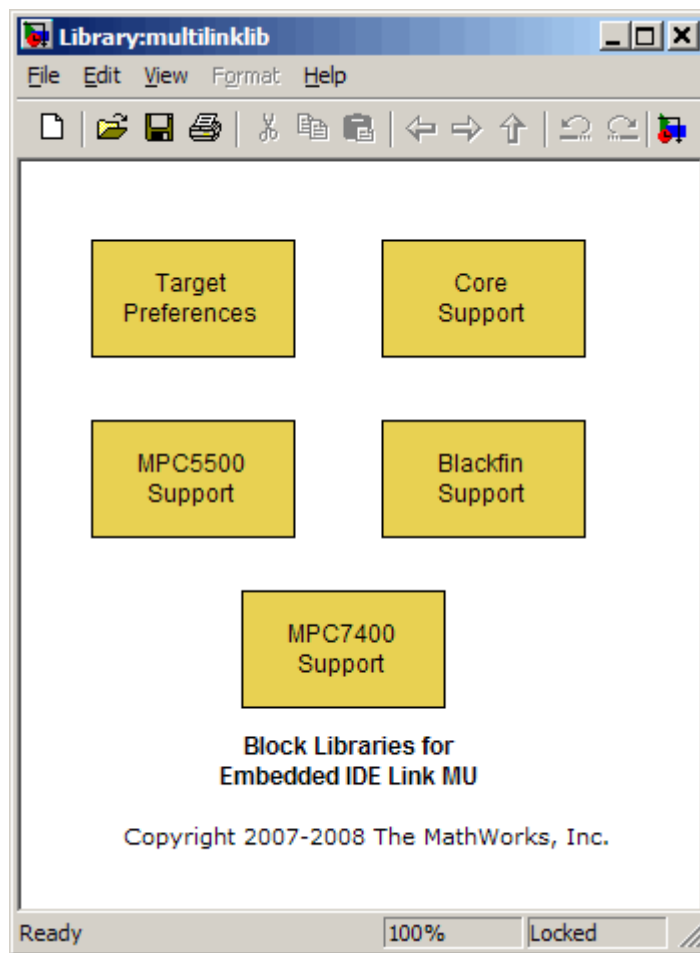 Library:multilinklib
File Edit View Format Help
Target
Preferences
Core
Support
MPC5500
Support
Blackfin
Support
MPC7400
Support
Block Libraries for
Embedded IDE Link MU
Copyright 2007-2008 The MathWorks, Inc.
Ready 100% Locked